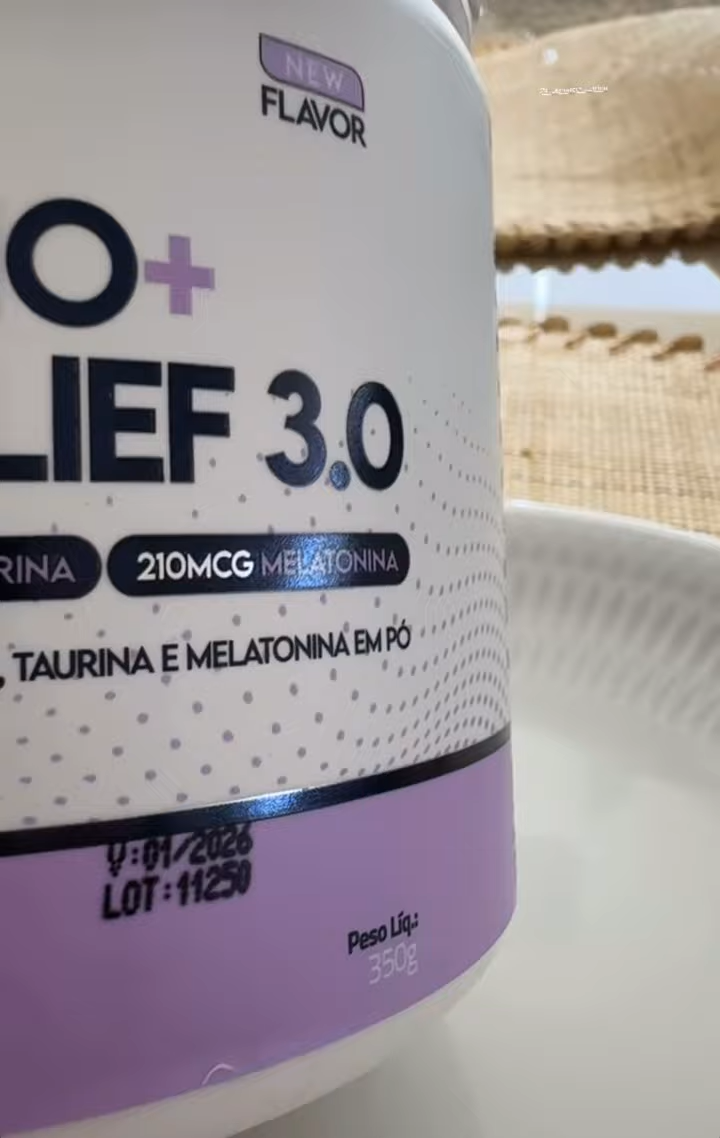 NEW
FLAVOR
O+
LIEF 3.0
RINA
210MCG MELATONINA
, TAURINA E MELATONINA EM PÓ
V:01/2026
LOT:11250
Peso Líq.:
350g